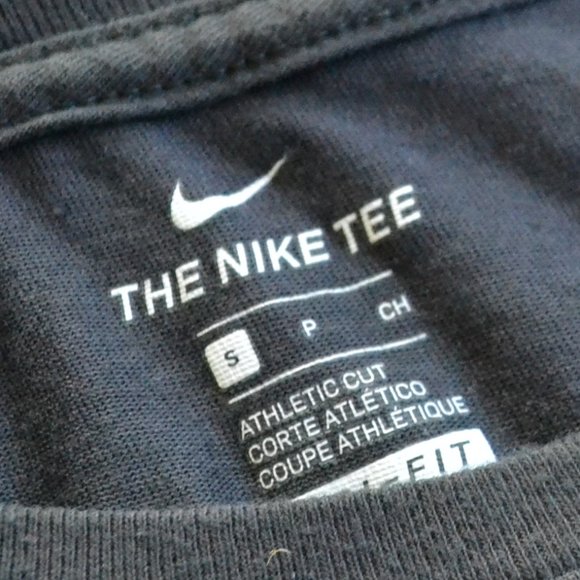 THE NIKE TEE
S P CH
ATHLETIC CUT
CORTE ATLÉTICO
COUPE ATHLÉTIQUE
-FIT